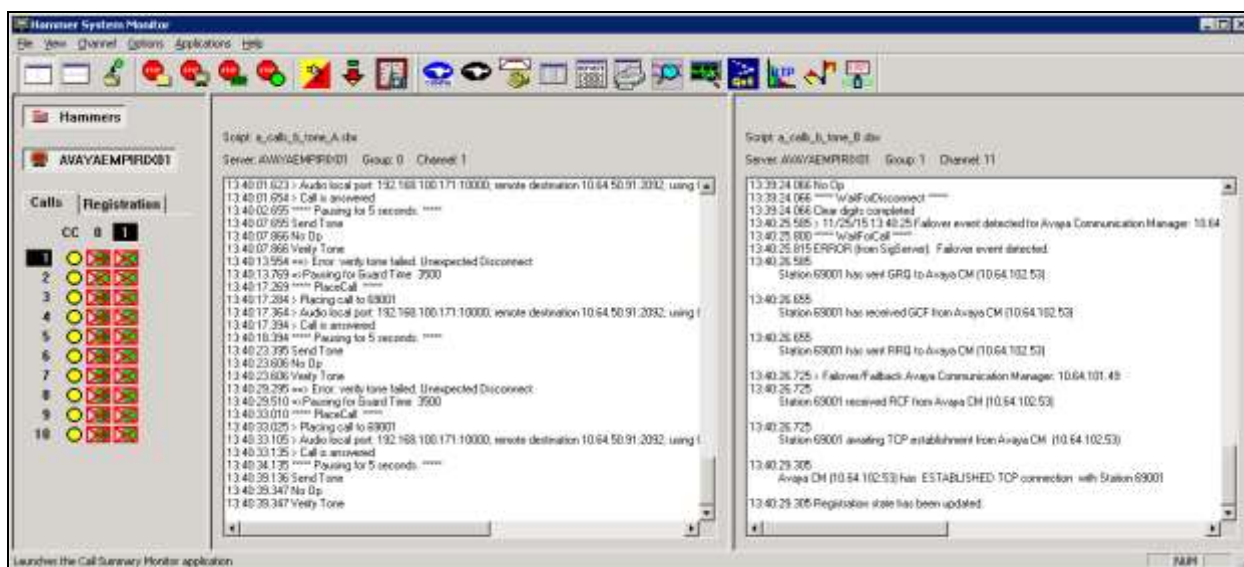 Hammer System Monitor
File View Channel Options Applications Help
Hammers
AVAYAEMPIRIX01
Calls Registration
CC 0 1
1
2
3
4
5
6
7
8
9
10
Script: a_calls_b_tone_A.sbx
Server: AVAYAEMPIRIX01 Group: 0 Channel: 1
13:40:01.623 > Audio local port: 192.168.100.171:10000, remote destination 10.64.50.91:2092, using
13:40:01.654 > Call is answered
13:40:02.655 ***** Pausing for 5 seconds. *****
13:40:07.655 Send Tone
13:40:07.866 No Op
13:40:07.866 Verify Tone
13:40:13.554 ==> Error: verify tone failed. Unexpected Disconnect
13:40:13.769 => Pausing for Guard Time: 3500
13:40:17.269 ***** PlaceCall *****
13:40:17.284 > Placing call to 69001
13:40:17.364 > Audio local port: 192.168.100.171:10000, remote destination 10.64.50.91:2092, using
13:40:17.394 > Call is answered
13:40:18.394 ***** Pausing for 5 seconds. *****
13:40:23.395 Send Tone
13:40:23.606 No Op
13:40:23.606 Verify Tone
13:40:29.295 ==> Error: verify tone failed. Unexpected Disconnect
13:40:29.510 => Pausing for Guard Time: 3500
13:40:33.010 ***** PlaceCall *****
13:40:33.025 > Placing call to 69001
13:40:33.105 > Audio local port: 192.168.100.171:10000, remote destination 10.64.50.91:2092, using
13:40:33.135 > Call is answered
13:40:34.135 ***** Pausing for 5 seconds. *****
13:40:39.136 Send Tone
13:40:39.347 No Op
13:40:39.347 Verify Tone
Script: a_calls_b_tone_B.sbx
Server: AVAYAEMPIRIX01 Group: 1 Channel: 11
13:39:24.066 No Op
13:39:24.066 ***** WaitForDisconnect *****
13:39:24.066 Clear digits completed
13:40:25.585 > 11/25/15 13:40:25 Failover event detected for Avaya Communication Manager: 10.64
13:40:25.800 ***** WaitForCall *****
13:40:25.815 ERROR (from SigServer): Failover event detected.
13:40:26.585
Station 69001 has sent GRQ to Avaya CM (10.64.102.53)
13:40:26.655
Station 69001 has received GCF from Avaya CM (10.64.102.53)
13:40:26.655
Station 69001 has sent RRQ to Avaya CM (10.64.102.53)
13:40:26.725 > Failover/Failback Avaya Communication Manager: 10.64.101.49
13:40:26.725
Station 69001 received RCF from Avaya CM (10.64.102.53)
13:40:26.725
Station 69001 awaiting TCP establishment from Avaya CM (10.64.102.53)
13:40:29.305
Avaya CM (10.64.102.53) has ESTABLISHED TCP connection with Station 69001
13:40:29.305 Registration state has been updated
Launches the Call Summary Monitor application
NUM